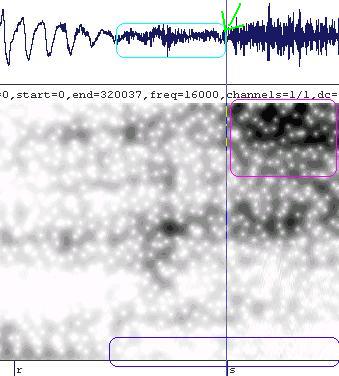 =0,start=0,end=320037,freq=16000,channels=1/1,dc=
r
s